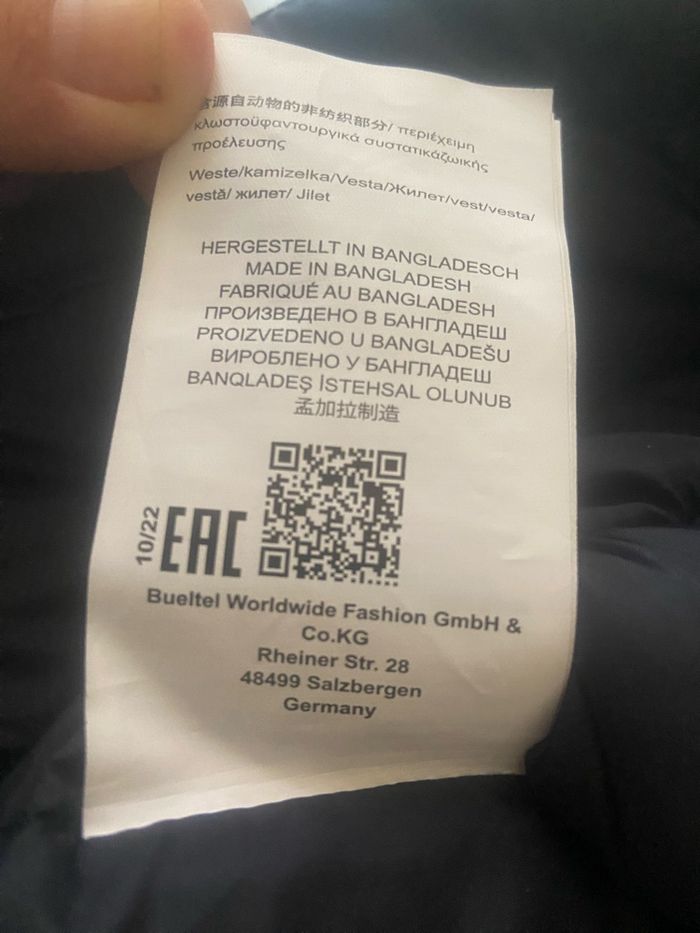 含源自动物的非纺织部分/ περιέχειμη
κλωστοϋφαντουργικά συστατικάζωικής
προέλευσης
Weste/kamizelka/Vesta/Жилет/vest/vesta/
vestă/ жилет/ Jilet
HERGESTELLT IN BANGLADESCH
MADE IN BANGLADESH
FABRIQUÉ AU BANGLADESH
ПРОИЗВЕДЕНО В БАНГЛАДЕШ
PROIZVEDENO U BANGLADEŠU
ВИРОБЛЕНО У БАНГЛАДЕШ
BANQLADEŞ İSTEHSAL OLUNUB
孟加拉制造
10/22
EAC
Bueltel Worldwide Fashion GmbH &
Co.KG
Rheiner Str. 28
48499 Salzbergen
Germany